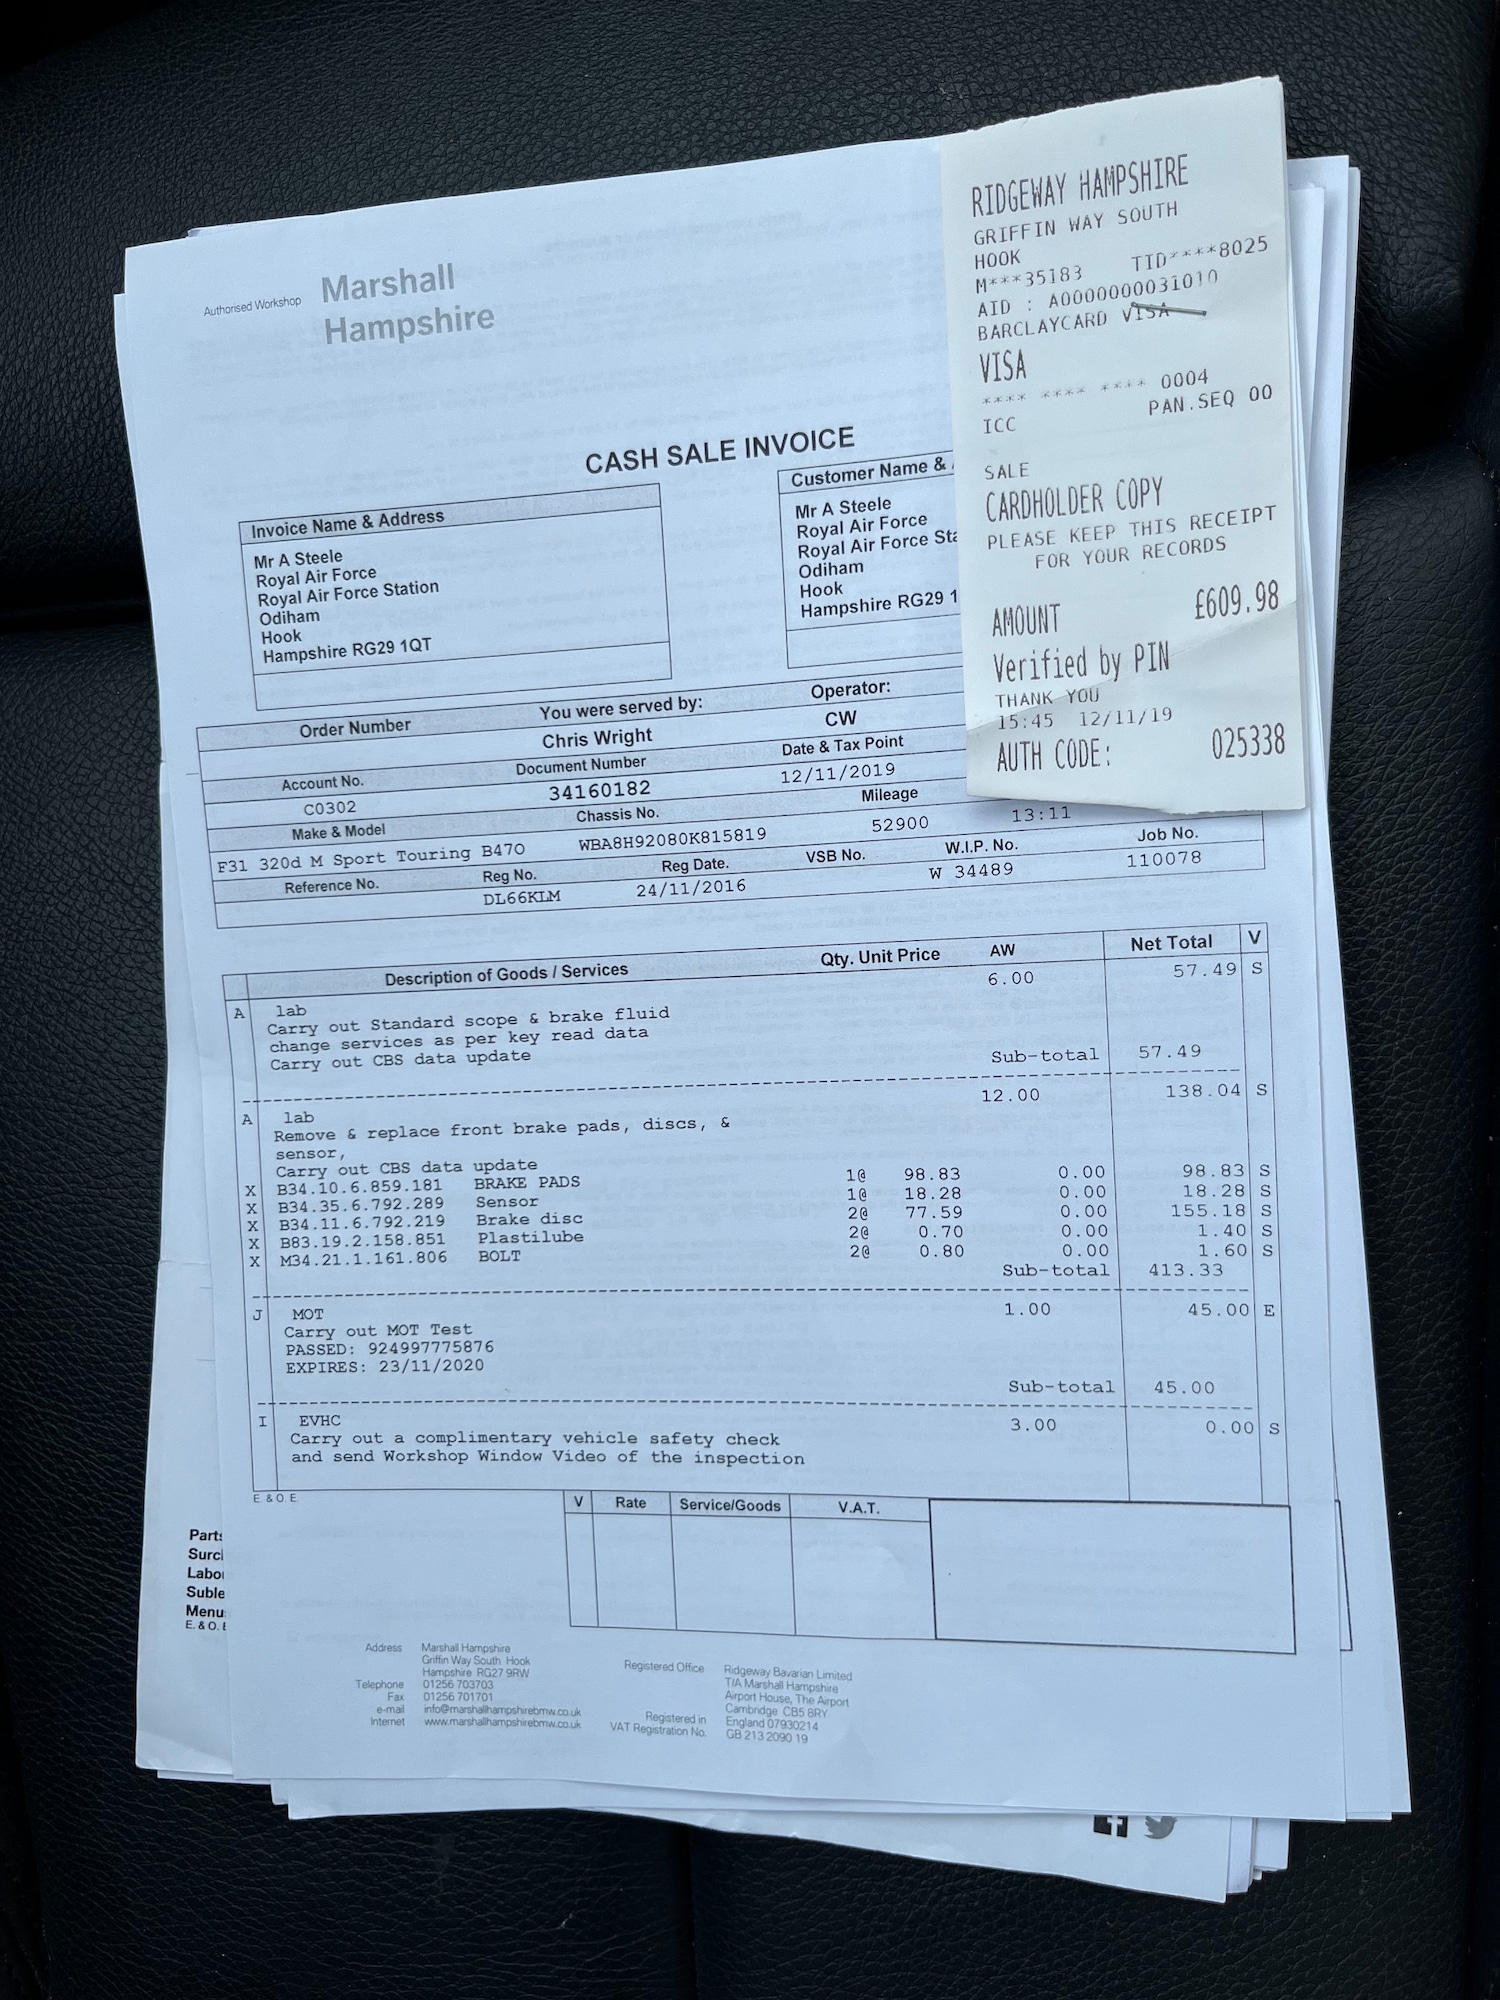 RIDGEWAY HAMPSHIRE
GRIFFIN WAY SOUTH
HOOK
M***35183 TID****8025
AID : A0000000031010
BARCLAYCARD VISA
VISA
**** **** **** 0004
ICC PAN.SEQ 00
SALE
CARDHOLDER COPY
PLEASE KEEP THIS RECEIPT
FOR YOUR RECORDS
AMOUNT £609.98
Verified by PIN
THANK YOU
15:45 12/11/19
AUTH CODE: 025338
Authorised Workshop
Marshall
Hampshire
CASH SALE INVOICE
Invoice Name & Address
Mr A Steele
Royal Air Force
Royal Air Force Station
Odiham
Hook
Hampshire RG29 1QT
Customer Name &
Mr A Steele
Royal Air Force
Royal Air Force Sta
Odiham
Hook
Hampshire RG29 1
Order Number You were served by: Operator:
Chris Wright CW
Account No. Document Number Date & Tax Point
C0302 34160182 12/11/2019
Make & Model Chassis No. Mileage
F31 320d M Sport Touring B47O WBA8H92080K815819 52900 13:11
Reference No. Reg No. Reg Date. VSB No. W.I.P. No. Job No.
DL66KLM 24/11/2016 W 34489 110078
Description of Goods / Services Qty. Unit Price AW Net Total V
A lab 6.00 57.49 S
Carry out Standard scope & brake fluid
change services as per key read data
Carry out CBS data update
Sub-total 57.49
A lab 12.00 138.04 S
Remove & replace front brake pads, discs, &
sensor,
Carry out CBS data update
X B34.10.6.859.181 BRAKE PADS 1@ 98.83 0.00 98.83 S
X B34.35.6.792.289 Sensor 1@ 18.28 0.00 18.28 S
X B34.11.6.792.219 Brake disc 2@ 77.59 0.00 155.18 S
X B83.19.2.158.851 Plastilube 2@ 0.70 0.00 1.40 S
X M34.21.1.161.806 BOLT 2@ 0.80 0.00 1.60 S
Sub-total 413.33
J MOT 1.00 45.00 E
Carry out MOT Test
PASSED: 924997775876
EXPIRES: 23/11/2020
Sub-total 45.00
I EVHC 3.00 0.00 S
Carry out a complimentary vehicle safety check
and send Workshop Window Video of the inspection
E. & O. E.
V Rate Service/Goods V.A.T.
Parts
Surc
Labo
Suble
Menu
E. & O. E
Address Marshall Hampshire
Griffin Way South Hook
Hampshire RG27 9RW
Telephone 01256 703703
Fax 01256 701701
e-mail info@marshallhampshirebmw.co.uk
Internet www.marshallhampshirebmw.co.uk
Registered Office Ridgeway Bavarian Limited
T/A Marshall Hampshire
Airport House, The Airport
Cambridge CB5 8RY
Registered in England 07930214
VAT Registration No. GB 213 2090 19